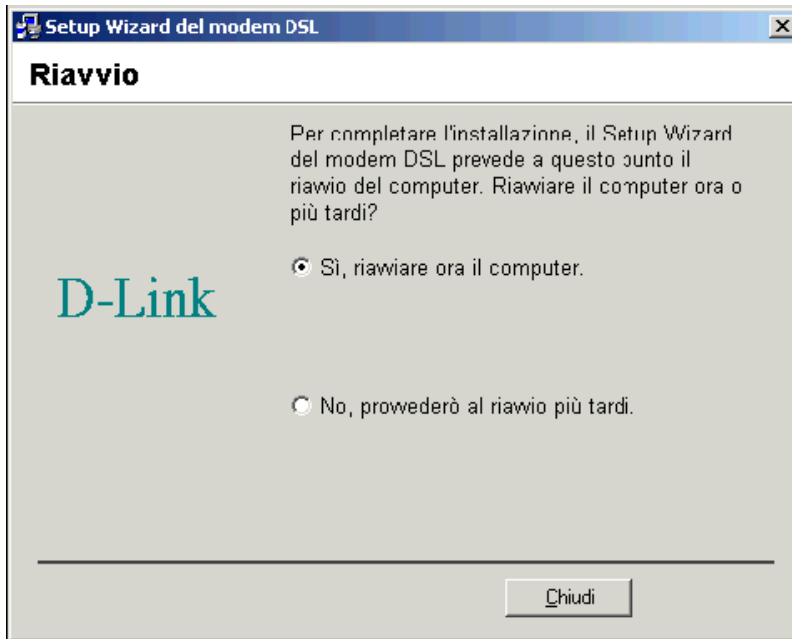 Setup Wizard del modem DSL
Riavvio
Per completare l'installazione, il Setup Wizard
del modem DSL prevede a questo punto il
riavvio del computer. Riavviare il computer ora o
più tardi?
Sì, riavviare ora il computer.
D-Link
No, provvederò al riavvio più tardi.
Chiudi